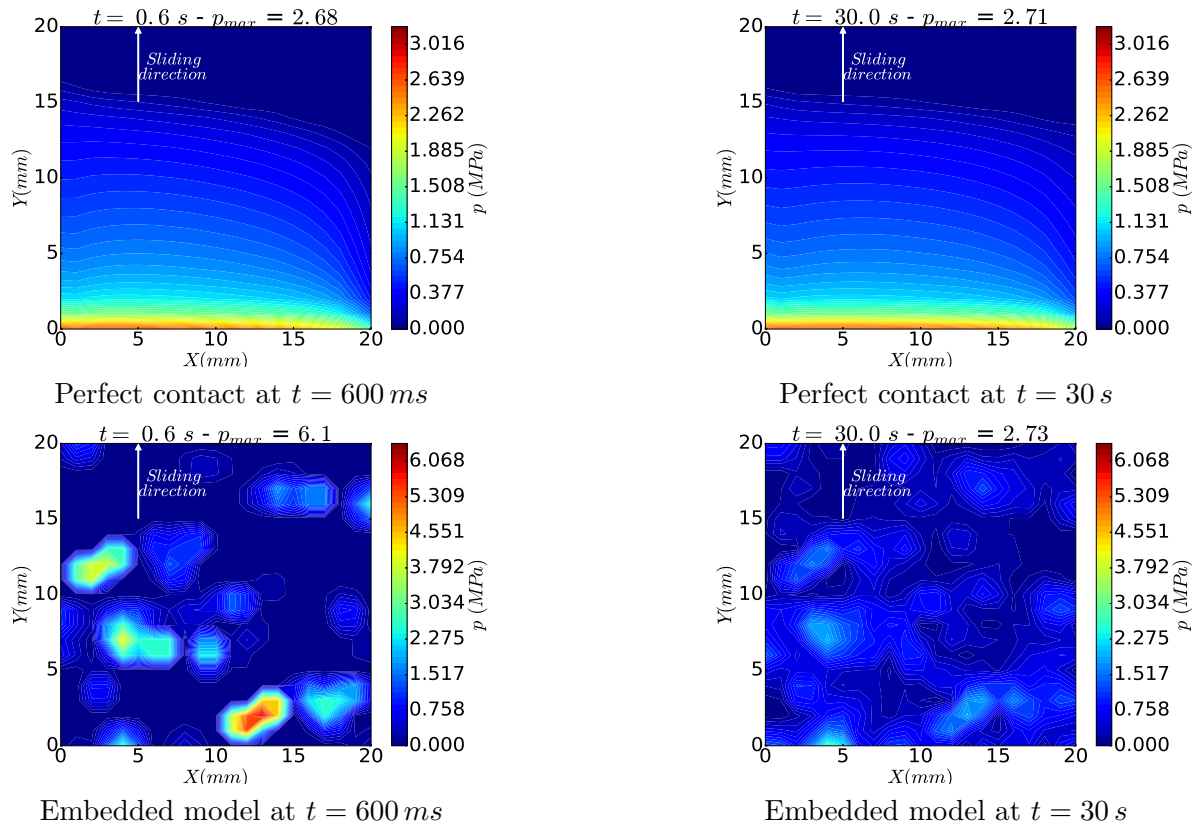 t = 0.6 s - p_max = 2.68
20
15
10
5
0
Y(mm)
Sliding
direction
0 5 10 15 20
X(mm)
3.016
2.639
2.262
1.885
1.508
1.131
0.754
0.377
0.000
p (MPa)
Perfect contact at t = 600 ms
t = 30.0 s - p_max = 2.71
20
15
10
5
0
Y(mm)
Sliding
direction
0 5 10 15 20
X(mm)
3.016
2.639
2.262
1.885
1.508
1.131
0.754
0.377
0.000
p (MPa)
Perfect contact at t = 30 s
t = 0.6 s - p_max = 6.1
20
15
10
5
0
Y(mm)
Sliding
direction
0 5 10 15 20
X(mm)
6.068
5.309
4.551
3.792
3.034
2.275
1.517
0.758
0.000
p (MPa)
Embedded model at t = 600 ms
t = 30.0 s - p_max = 2.73
20
15
10
5
0
Y(mm)
Sliding
direction
0 5 10 15 20
X(mm)
6.068
5.309
4.551
3.792
3.034
2.275
1.517
0.758
0.000
p (MPa)
Embedded model at t = 30 s